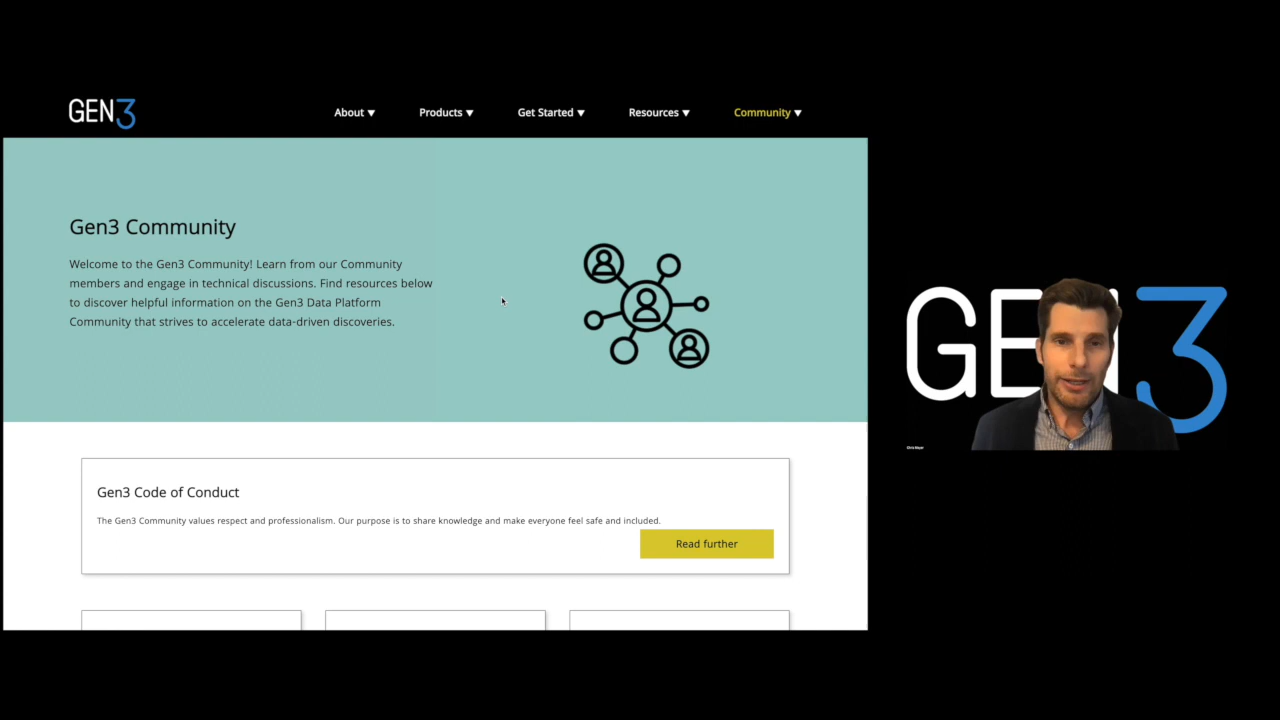 GEN3
About
Products
Get Started
Resources
Community
Gen3 Community
Welcome to the Gen3 Community! Learn from our Community
members and engage in technical discussions. Find resources below
to discover helpful information on the Gen3 Data Platform
Community that strives to accelerate data-driven discoveries.
GEN3
Chris Meyer
Gen3 Code of Conduct
The Gen3 Community values respect and professionalism. Our purpose is to share knowledge and make everyone feel safe and included.
Read further